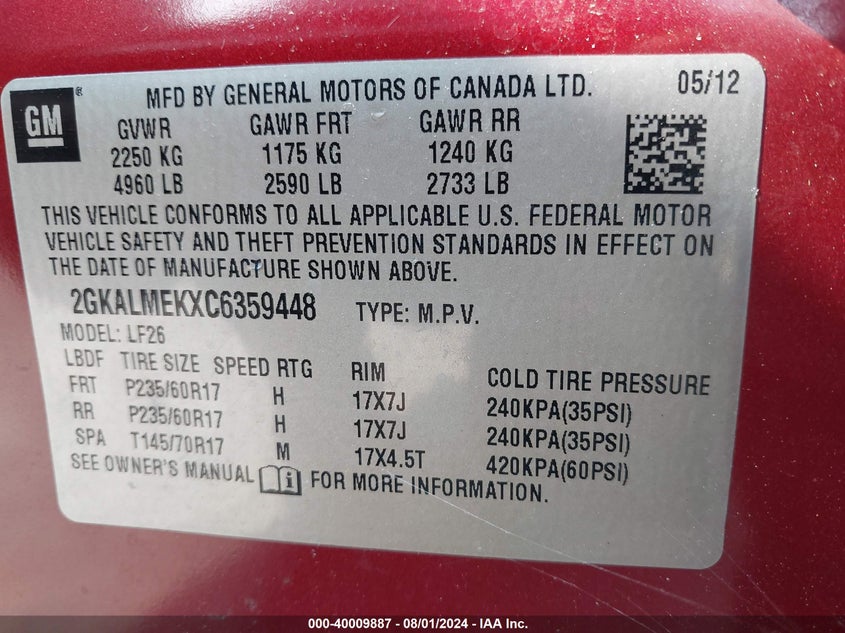 GM ® MFD BY GENERAL MOTORS OF CANADA LTD. 05/12
GVWR GAWR FRT GAWR RR
2250 KG 1175 KG 1240 KG
4960 LB 2590 LB 2733 LB
THIS VEHICLE CONFORMS TO ALL APPLICABLE U.S. FEDERAL MOTOR
VEHICLE SAFETY AND THEFT PREVENTION STANDARDS IN EFFECT ON
THE DATE OF MANUFACTURE SHOWN ABOVE.
2GKALMEKXC6359448 TYPE: M.P.V.
MODEL: LF26
LBDF TIRE SIZE SPEED RTG RIM COLD TIRE PRESSURE
FRT P235/60R17 H 17X7J 240KPA(35PSI)
RR P235/60R17 H 17X7J 240KPA(35PSI)
SPA T145/70R17 M 17X4.5T 420KPA(60PSI)
SEE OWNER'S MANUAL i FOR MORE INFORMATION.
000-40009887 - 08/01/2024 - IAA Inc.